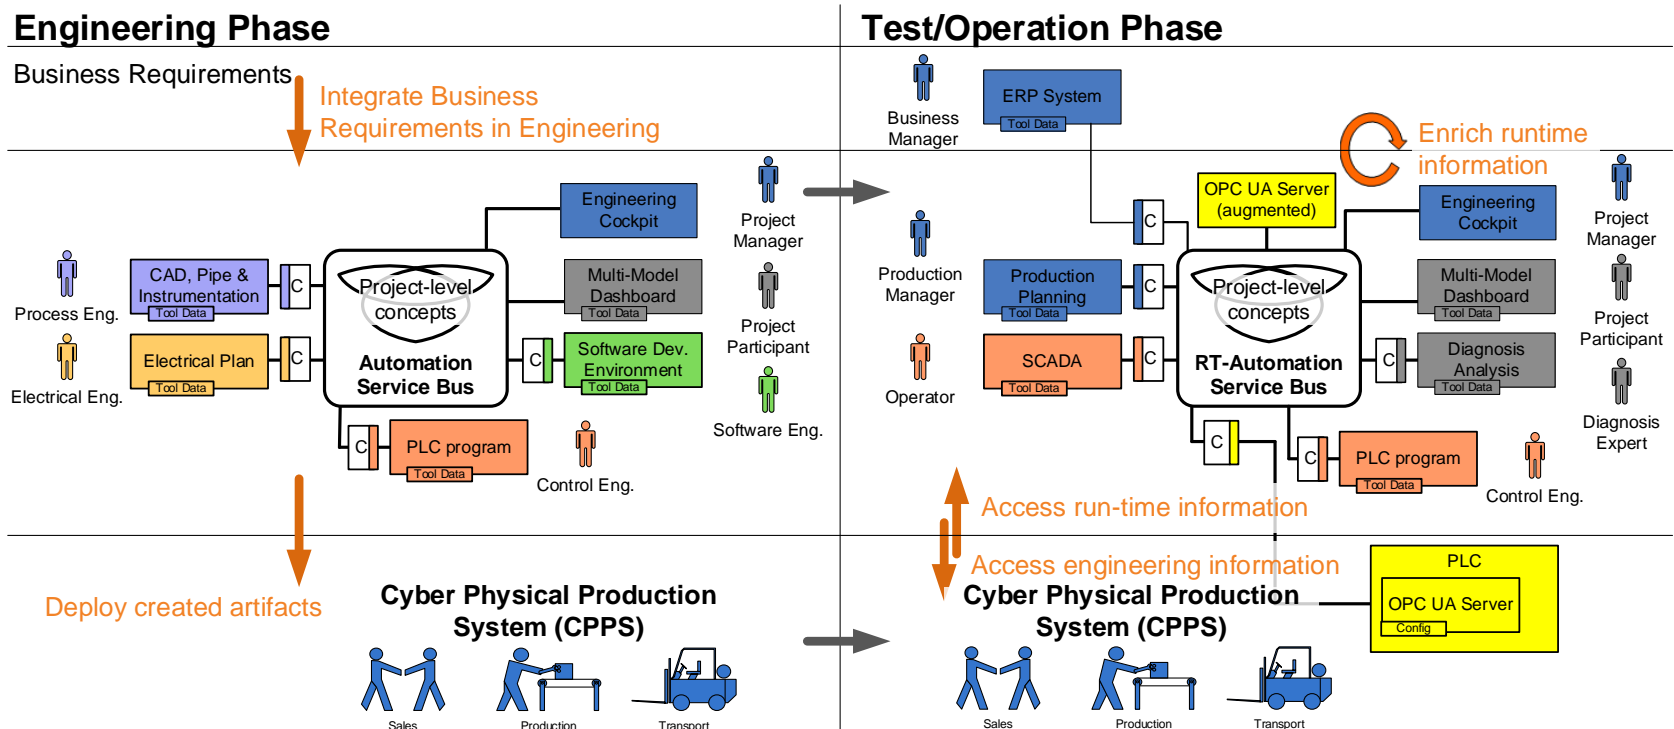 Engineering Phase
Business Requirements
Integrate Business
Requirements in Engineering
Engineering
Cockpit
Project
Manager
CAD, Pipe &
Instrumentation
Tool Data
C
Process Eng.
Project-level
concepts
Automation
Service Bus
Multi-Model
Dashboard
Tool Data
Project
Participant
Electrical Plan
Tool Data
C
Electrical Eng.
C
Software Dev.
Environment
Tool Data
Software Eng.
C
PLC program
Tool Data
Control Eng.
Deploy created artifacts
Cyber Physical Production
System (CPPS)
Sales
Production
Transport
Test/Operation Phase
Business
Manager
ERP System
Tool Data
Enrich runtime
information
C
OPC UA Server
(augmented)
Engineering
Cockpit
Project
Manager
Production
Manager
Production
Planning
Tool Data
C
Project-level
concepts
RT-Automation
Service Bus
Multi-Model
Dashboard
Tool Data
Project
Participant
Operator
SCADA
Tool Data
C
C
Diagnosis
Analysis
Tool Data
Diagnosis
Expert
C
C
PLC program
Tool Data
Control Eng.
Access run-time information
Access engineering information
Cyber Physical Production
System (CPPS)
PLC
OPC UA Server
Config
Sales
Production
Transport